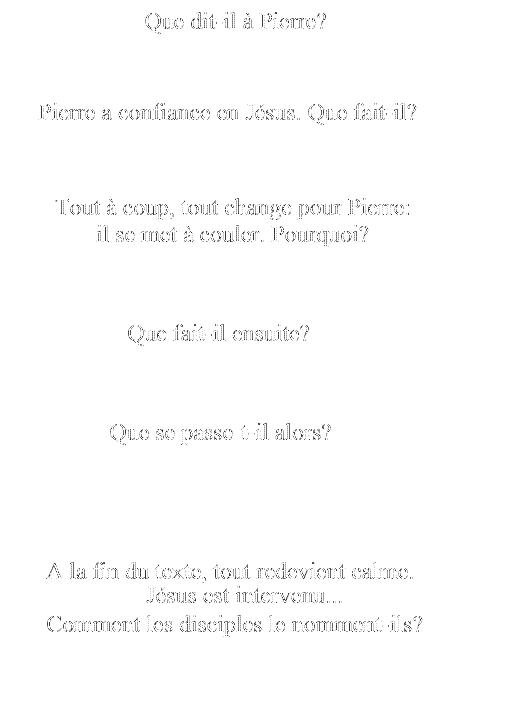 Que dit-il à Pierre?
Pierre a confiance en Jésus. Que fait-il?
Tout à coup, tout change pour Pierre:
il se met à couler. Pourquoi?
Que fait-il ensuite?
Que se passe-t-il alors?
A la fin du texte, tout redevient calme.
Jésus est intervenu...
Comment les disciples le nomment-ils?